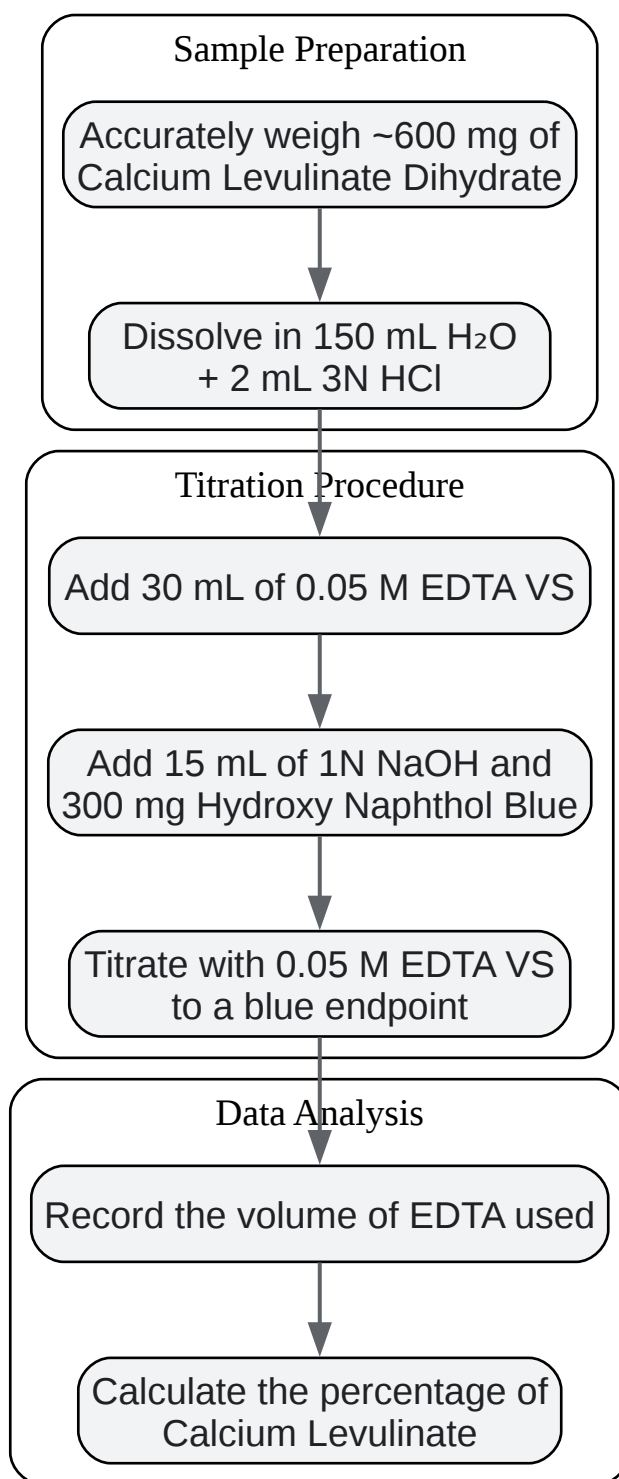 Sample Preparation
Accurately weigh ~600 mg of
Calcium Levulinate Dihydrate
Dissolve in 150 mL H₂O
+ 2 mL 3N HCl
Titration Procedure
Add 30 mL of 0.05 M EDTA VS
Add 15 mL of 1N NaOH and
300 mg Hydroxy Naphthol Blue
Titrate with 0.05 M EDTA VS
to a blue endpoint
Data Analysis
Record the volume of EDTA used
Calculate the percentage of
Calcium Levulinate